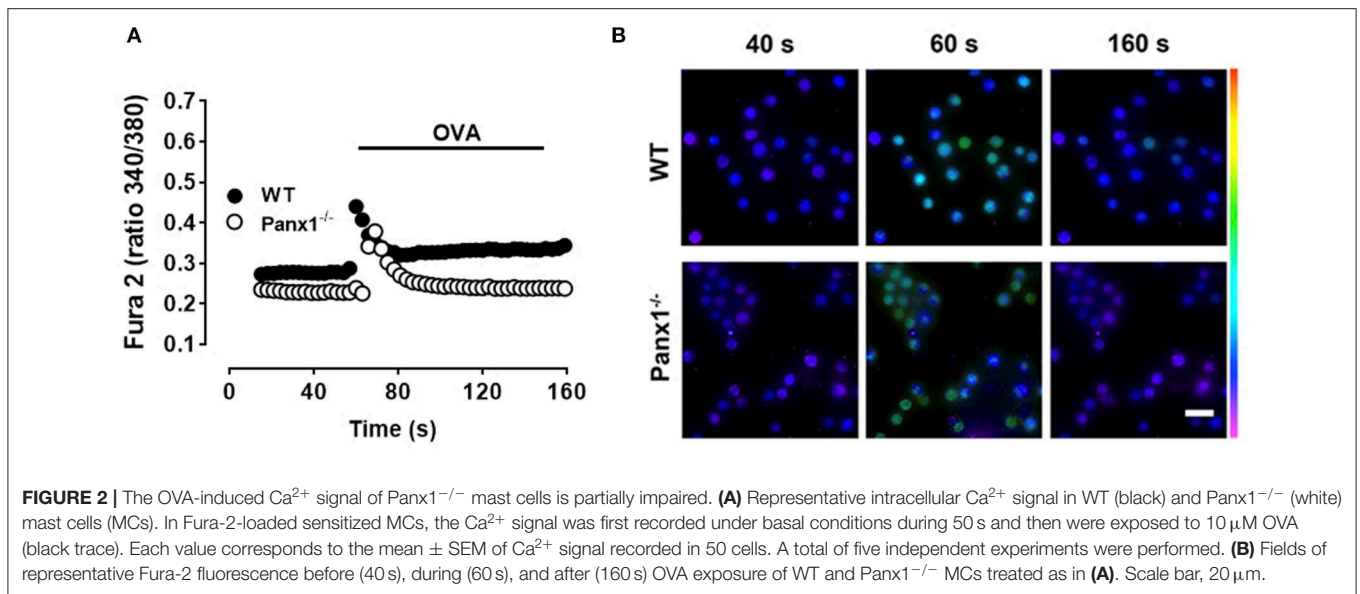 A
B
40 s
60 s
160 s
0.7
0.6
0.5
0.4
0.3
0.2
0.1
Fura 2 (ratio 340/380)
OVA
WT
Panx1-/-
0
40
80
120
160
Time (s)
WT
Panx1-/-
FIGURE 2 | The OVA-induced Ca2+ signal of Panx1−/− mast cells is partially impaired. (A) Representative intracellular Ca2+ signal in WT (black) and Panx1−/− (white)
mast cells (MCs). In Fura-2-loaded sensitized MCs, the Ca2+ signal was first recorded under basal conditions during 50 s and then were exposed to 10 μM OVA
(black trace). Each value corresponds to the mean ± SEM of Ca2+ signal recorded in 50 cells. A total of five independent experiments were performed. (B) Fields of
representative Fura-2 fluorescence before (40 s), during (60 s), and after (160 s) OVA exposure of WT and Panx1−/− MCs treated as in (A). Scale bar, 20 μm.